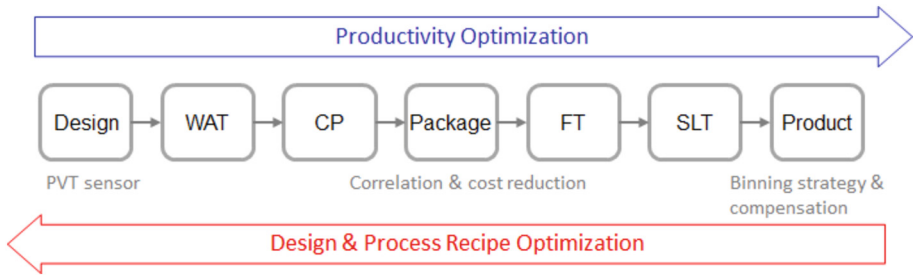 Productivity Optimization
Design WAT CP Package FT SLT Product
PVT sensor Correlation & cost reduction Binning strategy &
compensation
Design & Process Recipe Optimization